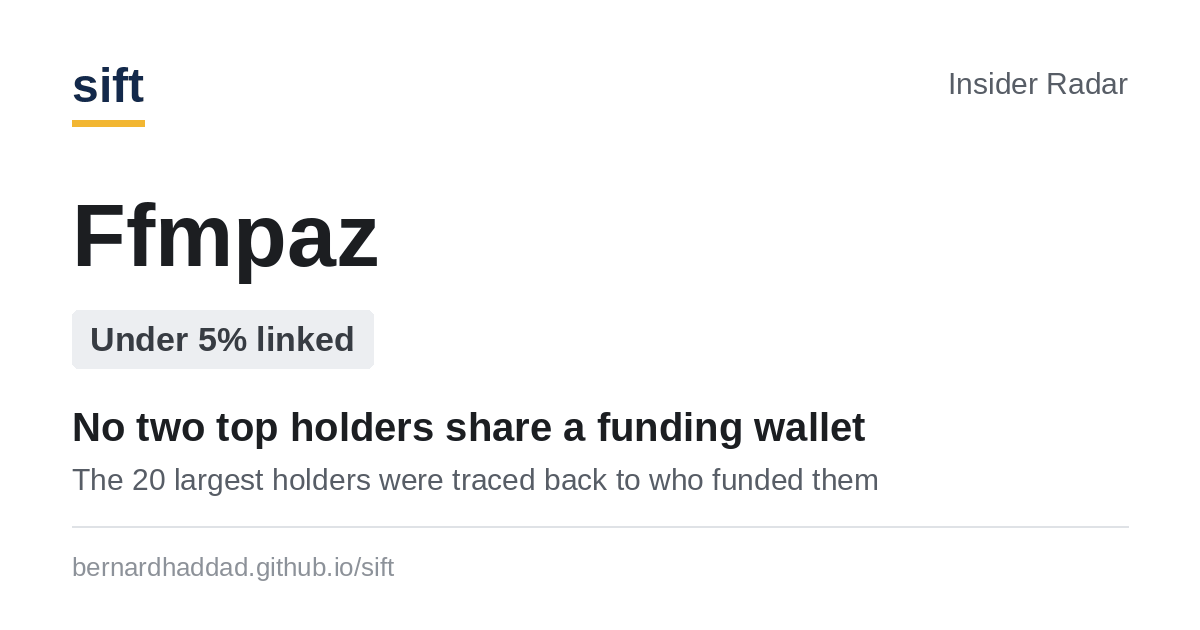 sift
Insider Radar
Ffmpaz
Under 5% linked
No two top holders share a funding wallet
The 20 largest holders were traced back to who funded them
bernardhaddad.github.io/sift